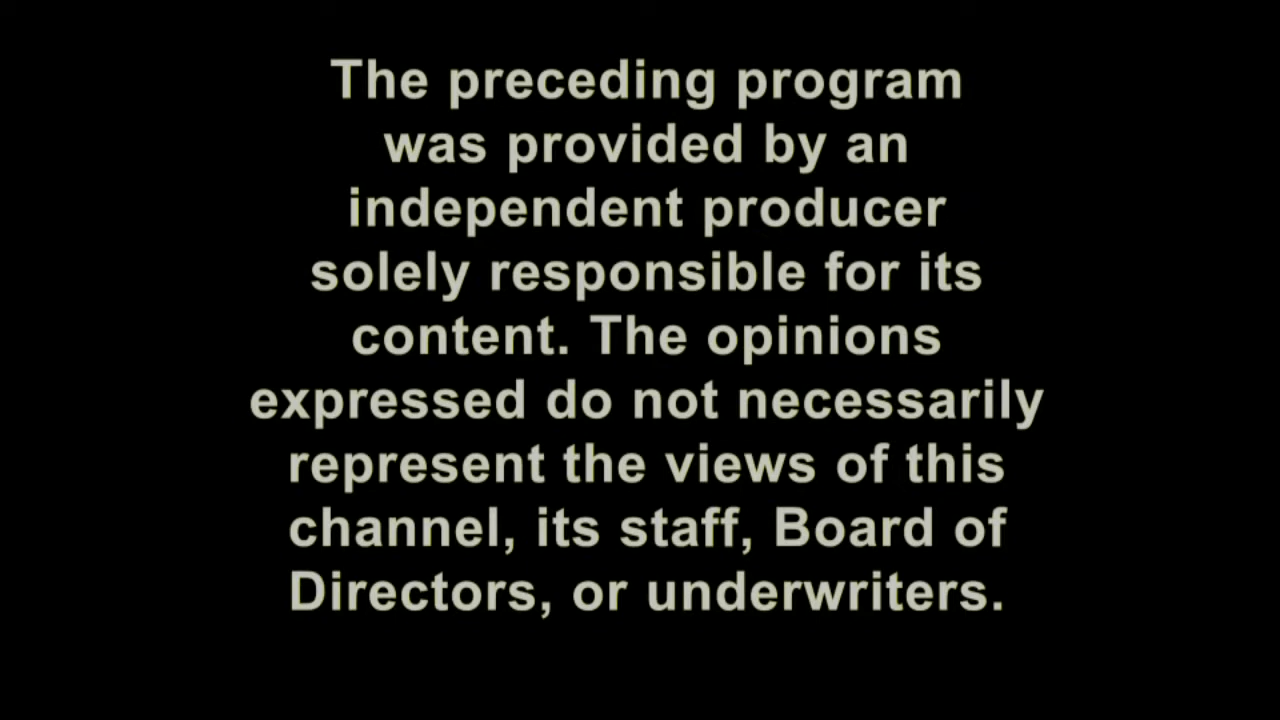 The preceding program
was provided by an
independent producer
solely responsible for its
content. The opinions
expressed do not necessarily
represent the views of this
channel, its staff, Board of
Directors, or underwriters.